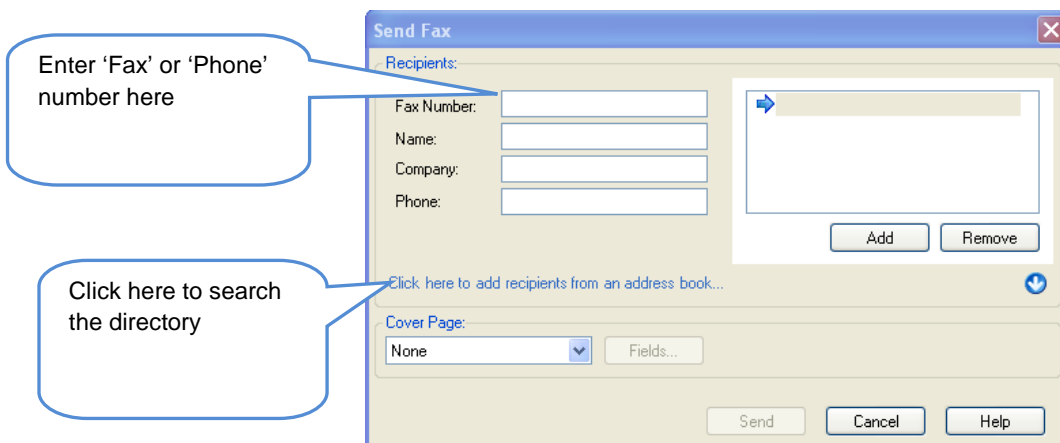 Send Fax
Enter ‘Fax’ or ‘Phone’
number here
Recipients:
Fax Number:
Name:
Company:
Phone:
Add
Remove
Click here to search
the directory
Click here to add recipients from an address book...
Cover Page:
None
Fields...
Send
Cancel
Help